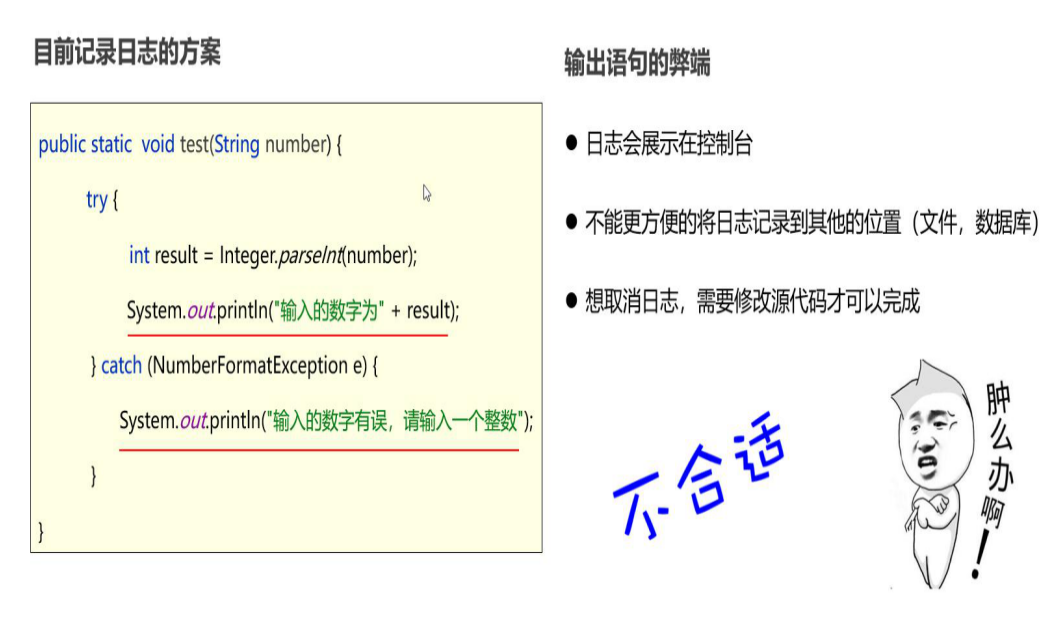 目前记录日志的方案
public static void test(String number) {
try {
int result = Integer.parseInt(number);
System.out.println("输入的数字为" + result);
} catch (NumberFormatException e) {
System.out.println("输入的数字有误，请输入一个整数");
}
}
输出语句的弊端
● 日志会展示在控制台
● 不能更方便的将日志记录到其他的位置（文件，数据库）
● 想取消日志，需要修改源代码才可以完成
不合适
肿么办啊！